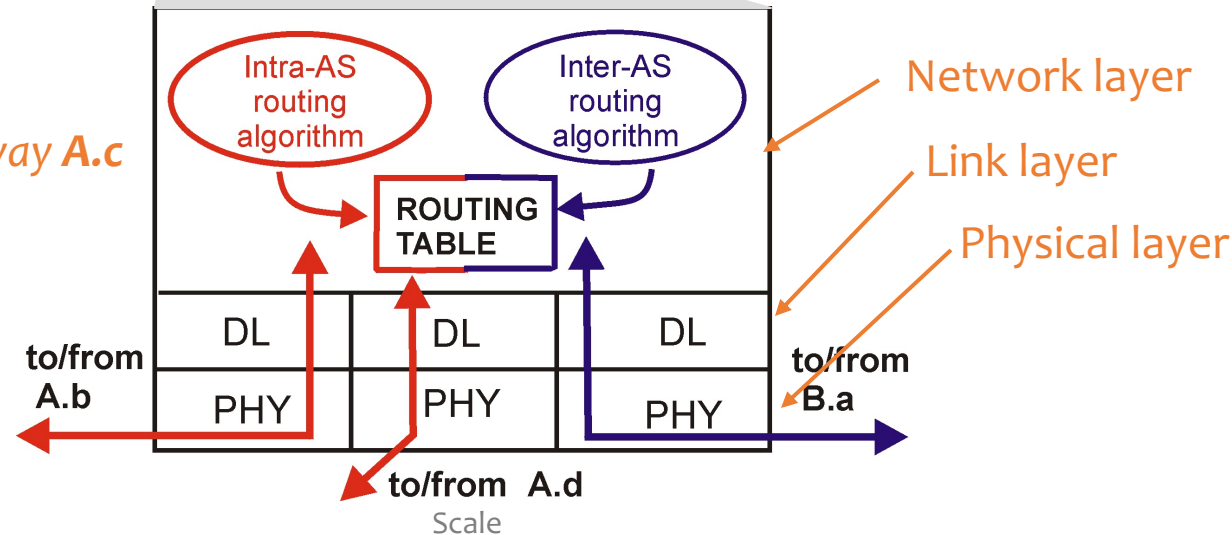 Intra-AS
routing
algorithm
Inter-AS
routing
algorithm
Network layer
A.c
Link layer
ROUTING
TABLE
Physical layer
DL
DL
DL
to/from
A.b
to/from
B.a
PHY
PHY
PHY
to/from A.d
Scale